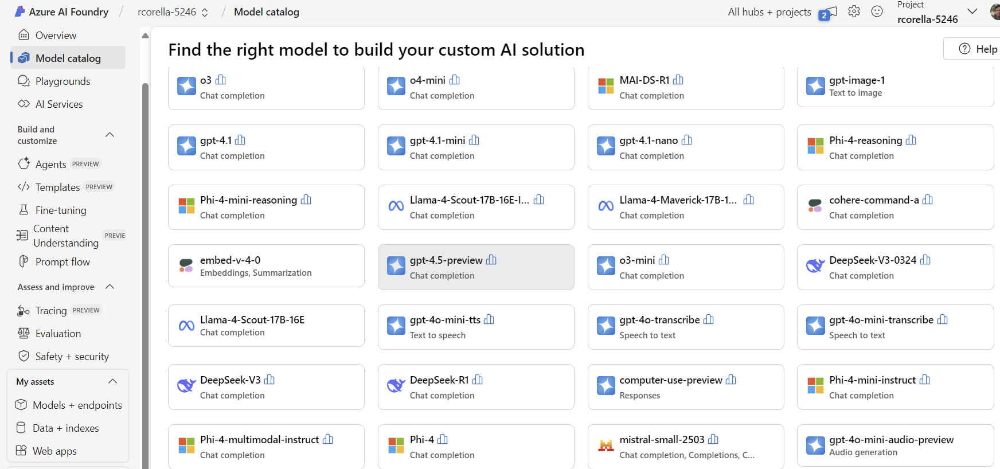 Azure AI Foundry / rcorella-5246 / Model catalog
All hubs + projects
2
Project
rcorella-5246
Overview
Model catalog
Playgrounds
AI Services
Build and
customize
Agents PREVIEW
Templates PREVIEW
Fine-tuning
Content
Understanding PREVIE
Prompt flow
Assess and improve
Tracing PREVIEW
Evaluation
Safety + security
My assets
Models + endpoints
Data + indexes
Web apps
Find the right model to build your custom AI solution
Help
o3
Chat completion
o4-mini
Chat completion
MAI-DS-R1
Chat completion
gpt-image-1
Text to image
gpt-4.1
Chat completion
gpt-4.1-mini
Chat completion
gpt-4.1-nano
Chat completion
Phi-4-reasoning
Chat completion
Phi-4-mini-reasoning
Chat completion
Llama-4-Scout-17B-16E-I...
Chat completion
Llama-4-Maverick-17B-1...
Chat completion
cohere-command-a
Chat completion
embed-v-4-0
Embeddings, Summarization
gpt-4.5-preview
Chat completion
o3-mini
Chat completion
DeepSeek-V3-0324
Chat completion
Llama-4-Scout-17B-16E
Chat completion
gpt-4o-mini-tts
Text to speech
gpt-4o-transcribe
Speech to text
gpt-4o-mini-transcribe
Speech to text
DeepSeek-V3
Chat completion
DeepSeek-R1
Chat completion
computer-use-preview
Responses
Phi-4-mini-instruct
Chat completion
Phi-4-multimodal-instruct
Chat completion
Phi-4
Chat completion
mistral-small-2503
Chat completion, Completions, C...
gpt-4o-mini-audio-preview
Audio generation